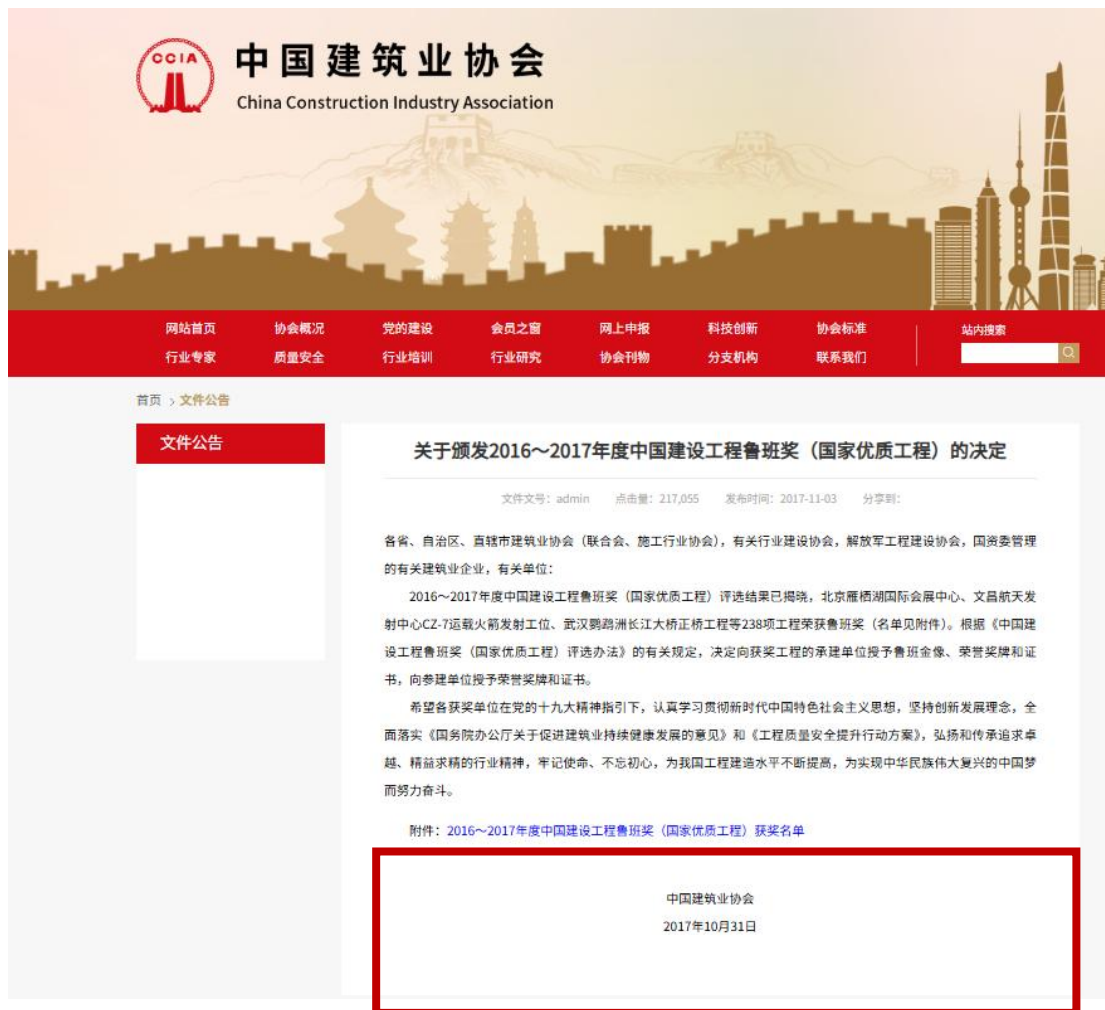 CCIA
中国建筑业协会
China Construction Industry Association
网站首页 协会概况 党的建设 会员之窗 网上申报 科技创新 协会标准 站内搜索
行业专家 质量安全 行业培训 行业研究 协会刊物 分支机构 联系我们
首页 > 文件公告
文件公告
关于颁发2016～2017年度中国建设工程鲁班奖（国家优质工程）的决定
文件文号：admin 点击量：217,055 发布时间：2017-11-03 分享到：
各省、自治区、直辖市建筑业协会（联合会、施工行业协会），有关行业建设协会，解放军工程建设协会，国资委管理
的有关建筑业企业，有关单位：
2016～2017年度中国建设工程鲁班奖（国家优质工程）评选结果已揭晓，北京雁栖湖国际会展中心、文昌航天发
射中心CZ-7运载火箭发射工位、武汉鹦鹉洲长江大桥正桥工程等238项工程荣获鲁班奖（名单见附件）。根据《中国建
设工程鲁班奖（国家优质工程）评选办法》的有关规定，决定向获奖工程的承建单位授予鲁班金像、荣誉奖牌和证
书，向参建单位授予荣誉奖牌和证书。
希望各获奖单位在党的十九大精神指引下，认真学习贯彻新时代中国特色社会主义思想，坚持创新发展理念，全
面落实《国务院办公厅关于促进建筑业持续健康发展的意见》和《工程质量安全提升行动方案》，弘扬和传承追求卓
越、精益求精的行业精神，牢记使命、不忘初心，为我国工程建造水平不断提高，为实现中华民族伟大复兴的中国梦
而努力奋斗。
附件：2016～2017年度中国建设工程鲁班奖（国家优质工程）获奖名单
中国建筑业协会
2017年10月31日